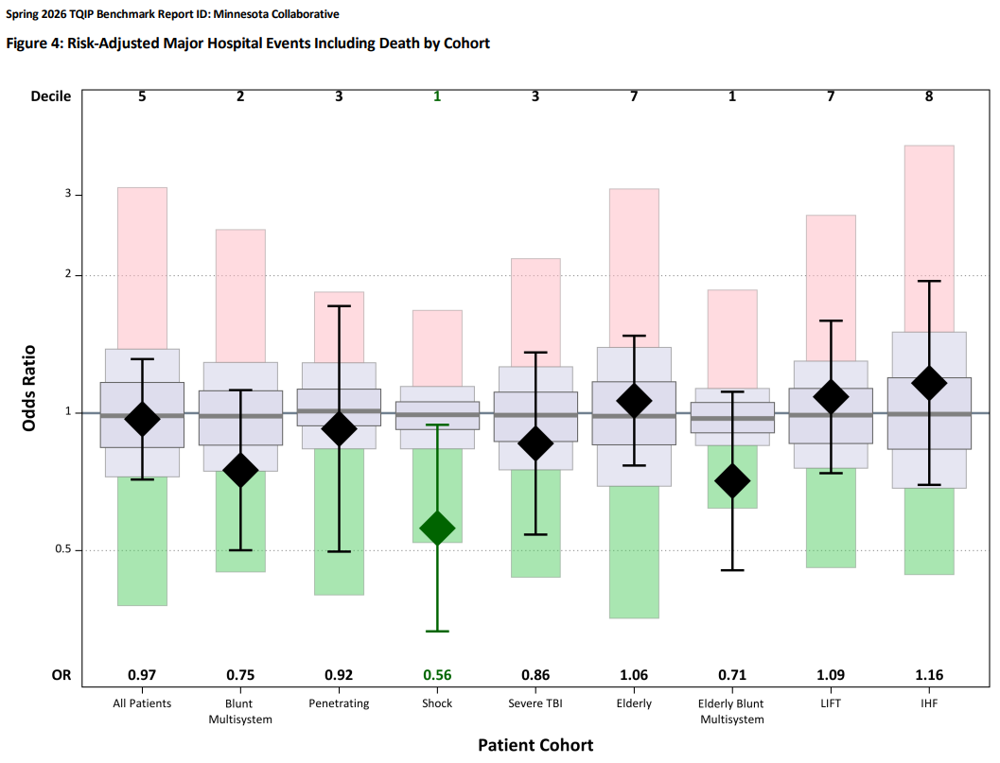 Spring 2026 TQIP Benchmark Report ID: Minnesota Collaborative
Figure 4: Risk-Adjusted Major Hospital Events Including Death by Cohort
Decile 5 2 3 1 3 7 1 7 8
3
2
1
0.5
Odds Ratio
OR 0.97 0.75 0.92 0.56 0.86 1.06 0.71 1.09 1.16
All Patients Blunt Penetrating Shock Severe TBI Elderly Elderly Blunt LIFT IHF
Multisystem Multisystem
Patient Cohort